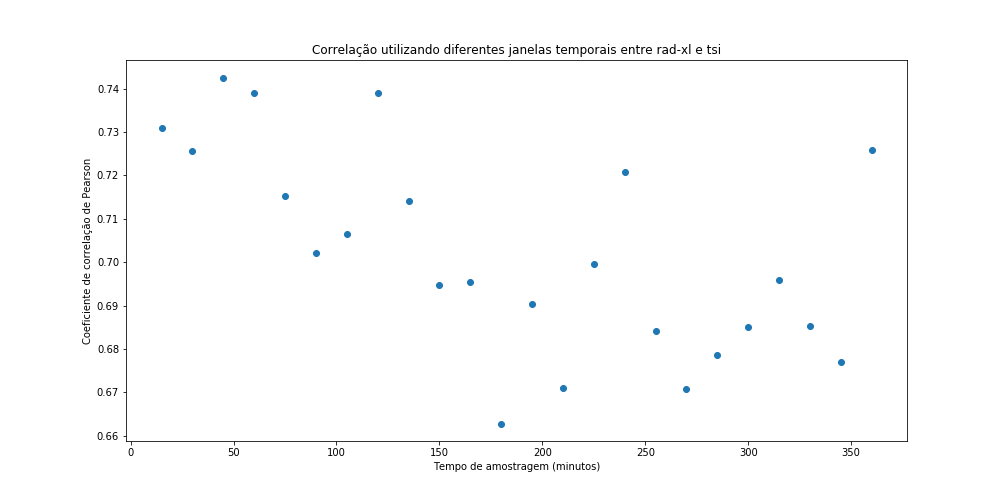 Correlação utilizando diferentes janelas temporais entre rad-xl e tsi
Coeficiente de correlação de Pearson
0.74
0.73
0.72
0.71
0.70
0.69
0.68
0.67
0.66
0 50 100 150 200 250 300 350
Tempo de amostragem (minutos)